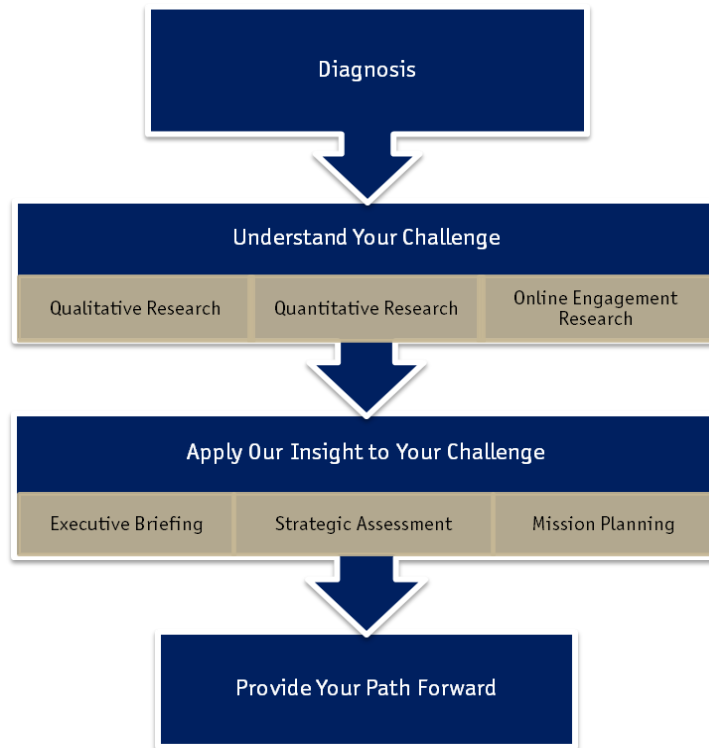 Diagnosis
Understand Your Challenge
Qualitative Research
Quantitative Research
Online Engagement
Research
Apply Our Insight to Your Challenge
Executive Briefing
Strategic Assessment
Mission Planning
Provide Your Path Forward